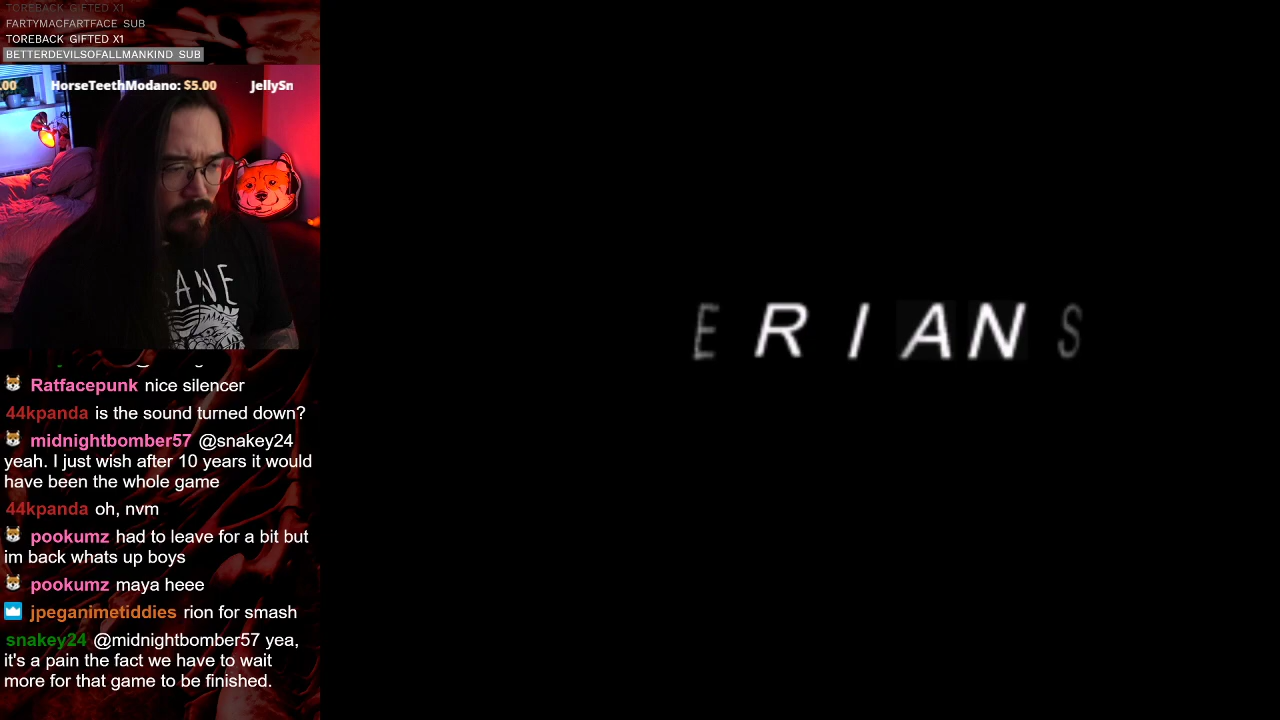 TOREBACK GIFTED X1
FARTYMACFARTFACE SUB
TOREBACK GIFTED X1
BETTERDEVILSOFALLMANKIND SUB
.00 HorseTeethModano: $5.00 JellySn
SANE
ERIANS
Ratfacepunk nice silencer
44kpanda is the sound turned down?
midnightbomber57 @snakey24
yeah. I just wish after 10 years it would
have been the whole game
44kpanda oh, nvm
pookumz had to leave for a bit but
im back whats up boys
pookumz maya heee
jpeganimetiddies rion for smash
snakey24 @midnightbomber57 yea,
it's a pain the fact we have to wait
more for that game to be finished.